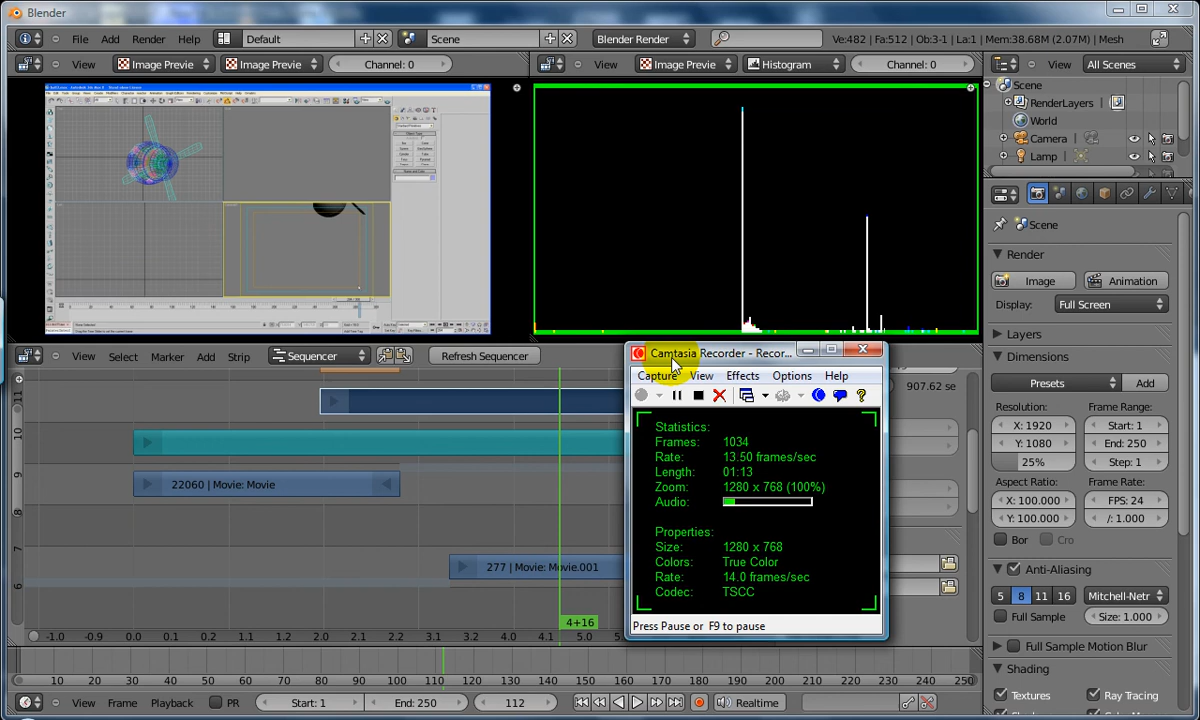 Blender
File Add Render Help Default Scene Blender Render Ve:482 | Fa:512 | Ob:3-1 | La:1 | Mem:38.68M (2.07M) | Mesh
View Image Previe Image Previe Channel: 0 View Image Previe Histogram Channel: 0 View All Scenes
Scene
RenderLayers
World
Camera
Lamp
Scene
Render
Image Animation
Display: Full Screen
Layers
Dimensions
Presets Add
Resolution: Frame Range:
X: 1920 Start: 1
Y: 1080 End: 250
25% Step: 1
Aspect Ratio: Frame Rate:
X: 100.000 FPS: 24
Y: 100.000 /: 1.000
Bor Cro
Anti-Aliasing
5 8 11 16 Mitchell-Netr
Full Sample Size: 1.000
Full Sample Motion Blur
Shading
Textures Ray Tracing
View Select Marker Add Strip Sequencer Refresh Sequencer
907.62 se
11
10
9
8
7
6
22060 | Movie: Movie
277 | Movie: Movie.001
4+16
-1.0 -0.9 0.0 0.1 0.2 1.1 2.1 2.2 3.1 3.2 4.0 4.1 5.0
Camtasia Recorder - Recor...
Capture View Effects Options Help
Statistics:
Frames: 1034
Rate: 13.50 frames/sec
Length: 01:13
Zoom: 1280 x 768 (100%)
Audio:
Properties:
Size: 1280 x 768
Colors: True Color
Rate: 14.0 frames/sec
Codec: TSCC
Press Pause or F9 to pause
10 20 30 40 50 60 70 80 90 100 110 120 130 140 150 160 170 180 190 200 210 220 230 240 250
View Frame Playback PR Start: 1 End: 250 112 Realtime